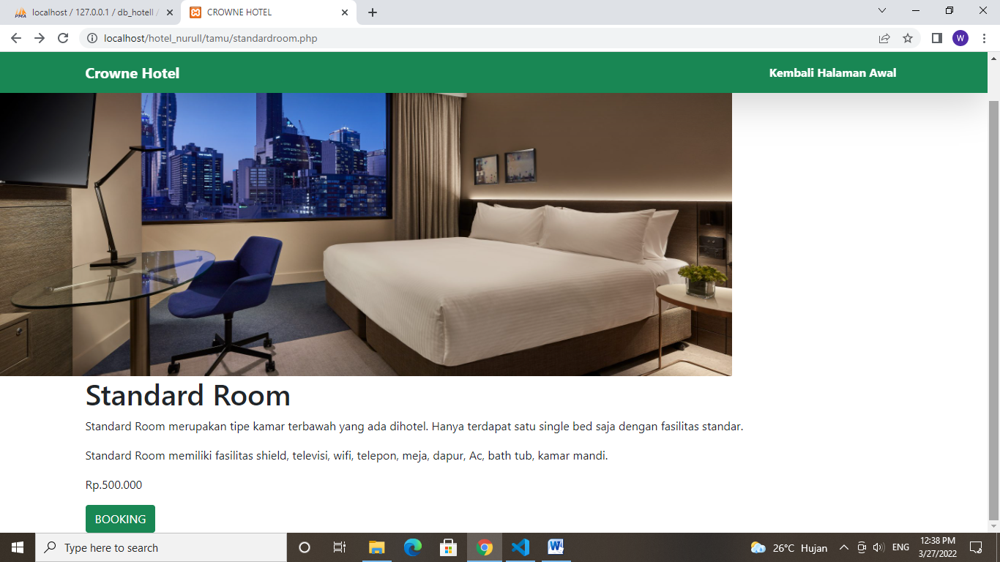 localhost / 127.0.0.1 / db_hotell /
CROWNE HOTEL
localhost/hotel_nurull/tamu/standardroom.php
W
Crowne Hotel
Kembali Halaman Awal
Standard Room
Standard Room merupakan tipe kamar terbawah yang ada dihotel. Hanya terdapat satu single bed saja dengan fasilitas standar.
Standard Room memiliki fasilitas shield, televisi, wifi, telepon, meja, dapur, Ac, bath tub, kamar mandi.
Rp.500.000
BOOKING
Type here to search
26°C Hujan
ENG
12:38 PM
3/27/2022